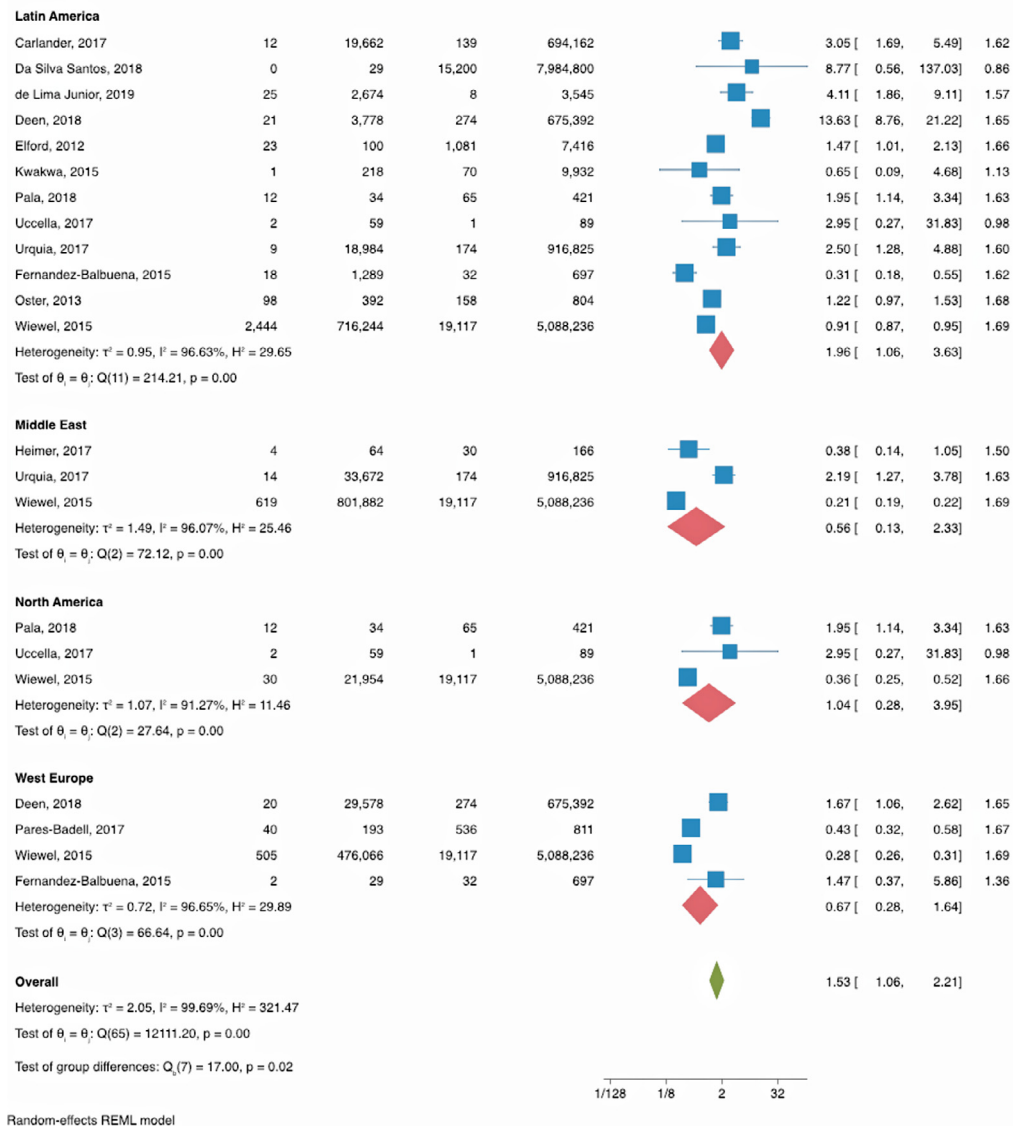 Latin America
Carlander, 2017 12 19,662 139 694,162 3.05 [ 1.69, 5.49] 1.62
Da Silva Santos, 2018 0 29 15,200 7,984,800 8.77 [ 0.56, 137.03] 0.86
de Lima Junior, 2019 25 2,674 8 3,545 4.11 [ 1.86, 9.11] 1.57
Deen, 2018 21 3,778 274 675,392 13.63 [ 8.76, 21.22] 1.65
Elford, 2012 23 100 1,081 7,416 1.47 [ 1.01, 2.13] 1.66
Kwakwa, 2015 1 218 70 9,932 0.65 [ 0.09, 4.68] 1.13
Pala, 2018 12 34 65 421 1.95 [ 1.14, 3.34] 1.63
Uccella, 2017 2 59 1 89 2.95 [ 0.27, 31.83] 0.98
Urquia, 2017 9 18,984 174 916,825 2.50 [ 1.28, 4.88] 1.60
Fernandez-Balbuena, 2015 18 1,289 32 697 0.31 [ 0.18, 0.55] 1.62
Oster, 2013 98 392 158 804 1.22 [ 0.97, 1.53] 1.68
Wiewel, 2015 2,444 716,244 19,117 5,088,236 0.91 [ 0.87, 0.95] 1.69
Heterogeneity: τ² = 0.95, I² = 96.63%, H² = 29.65 1.96 [ 1.06, 3.63]
Test of θᵢ = θⱼ: Q(11) = 214.21, p = 0.00
Middle East
Heimer, 2017 4 64 30 166 0.38 [ 0.14, 1.05] 1.50
Urquia, 2017 14 33,672 174 916,825 2.19 [ 1.27, 3.78] 1.63
Wiewel, 2015 619 801,882 19,117 5,088,236 0.21 [ 0.19, 0.22] 1.69
Heterogeneity: τ² = 1.49, I² = 96.07%, H² = 25.46 0.56 [ 0.13, 2.33]
Test of θᵢ = θⱼ: Q(2) = 72.12, p = 0.00
North America
Pala, 2018 12 34 65 421 1.95 [ 1.14, 3.34] 1.63
Uccella, 2017 2 59 1 89 2.95 [ 0.27, 31.83] 0.98
Wiewel, 2015 30 21,954 19,117 5,088,236 0.36 [ 0.25, 0.52] 1.66
Heterogeneity: τ² = 1.07, I² = 91.27%, H² = 11.46 1.04 [ 0.28, 3.95]
Test of θᵢ = θⱼ: Q(2) = 27.64, p = 0.00
West Europe
Deen, 2018 20 29,578 274 675,392 1.67 [ 1.06, 2.62] 1.65
Pares-Badell, 2017 40 193 536 811 0.43 [ 0.32, 0.58] 1.67
Wiewel, 2015 505 476,066 19,117 5,088,236 0.28 [ 0.26, 0.31] 1.69
Fernandez-Balbuena, 2015 2 29 32 697 1.47 [ 0.37, 5.86] 1.36
Heterogeneity: τ² = 0.72, I² = 96.65%, H² = 29.89 0.67 [ 0.28, 1.64]
Test of θᵢ = θⱼ: Q(3) = 66.64, p = 0.00
Overall 1.53 [ 1.06, 2.21]
Heterogeneity: τ² = 2.05, I² = 99.69%, H² = 321.47
Test of θᵢ = θⱼ: Q(65) = 12111.20, p = 0.00
Test of group differences: Q_b(7) = 17.00, p = 0.02
1/128 1/8 2 32
Random-effects REML model